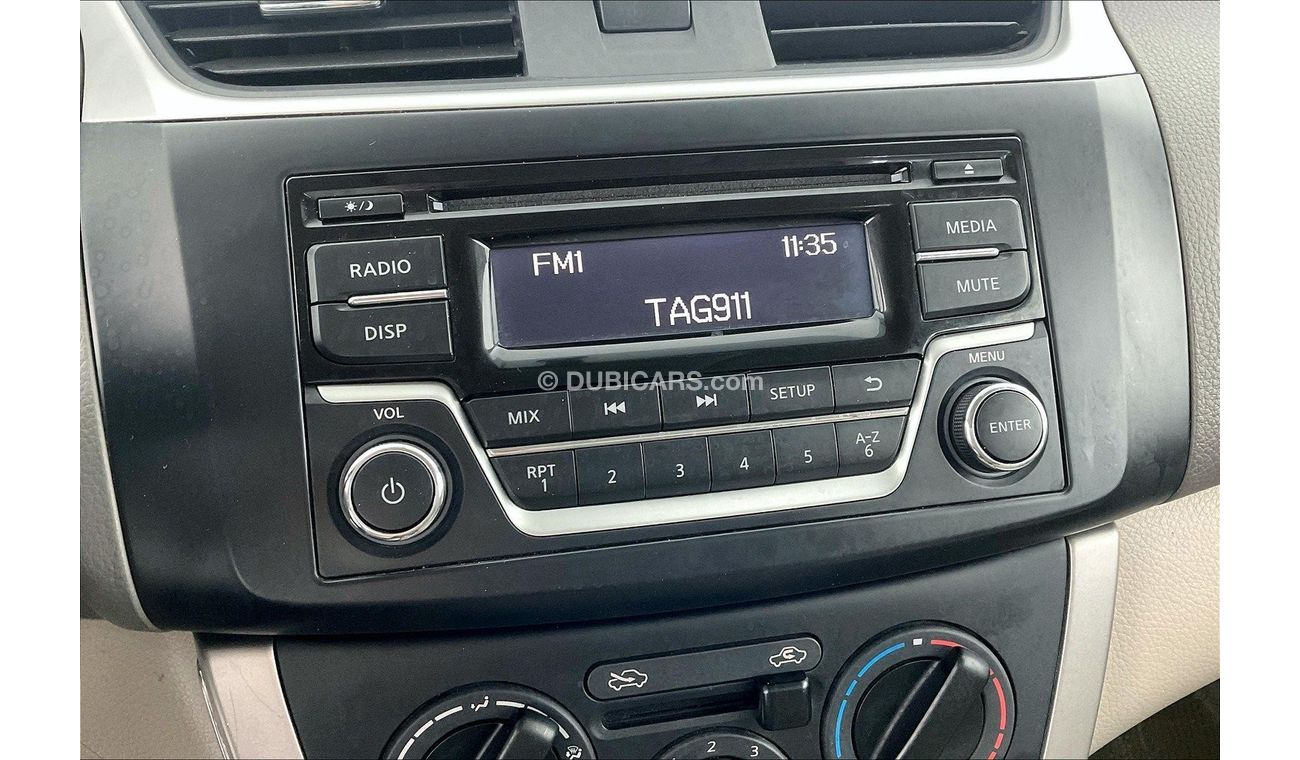 RADIO
DISP
FM1 11:35
TAG911
MEDIA
MUTE
© DUBICARS.com
VOL
MENU
MIX
SETUP
ENTER
RPT
1 2 3 4 5
A-Z
6
2 3